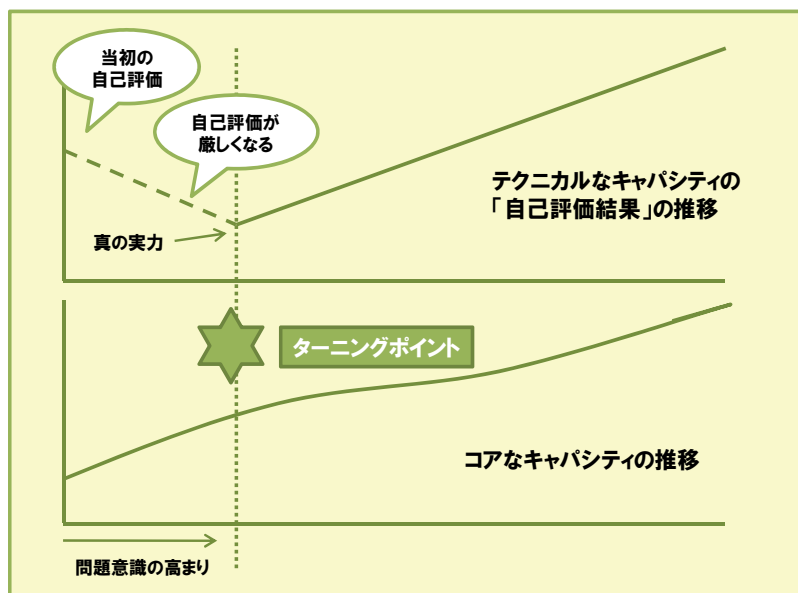 当初の
自己評価
自己評価が
厳しくなる
テクニカルなキャパシティの
「自己評価結果」の推移
真の実力
ターニングポイント
コアなキャパシティの推移
問題意識の高まり